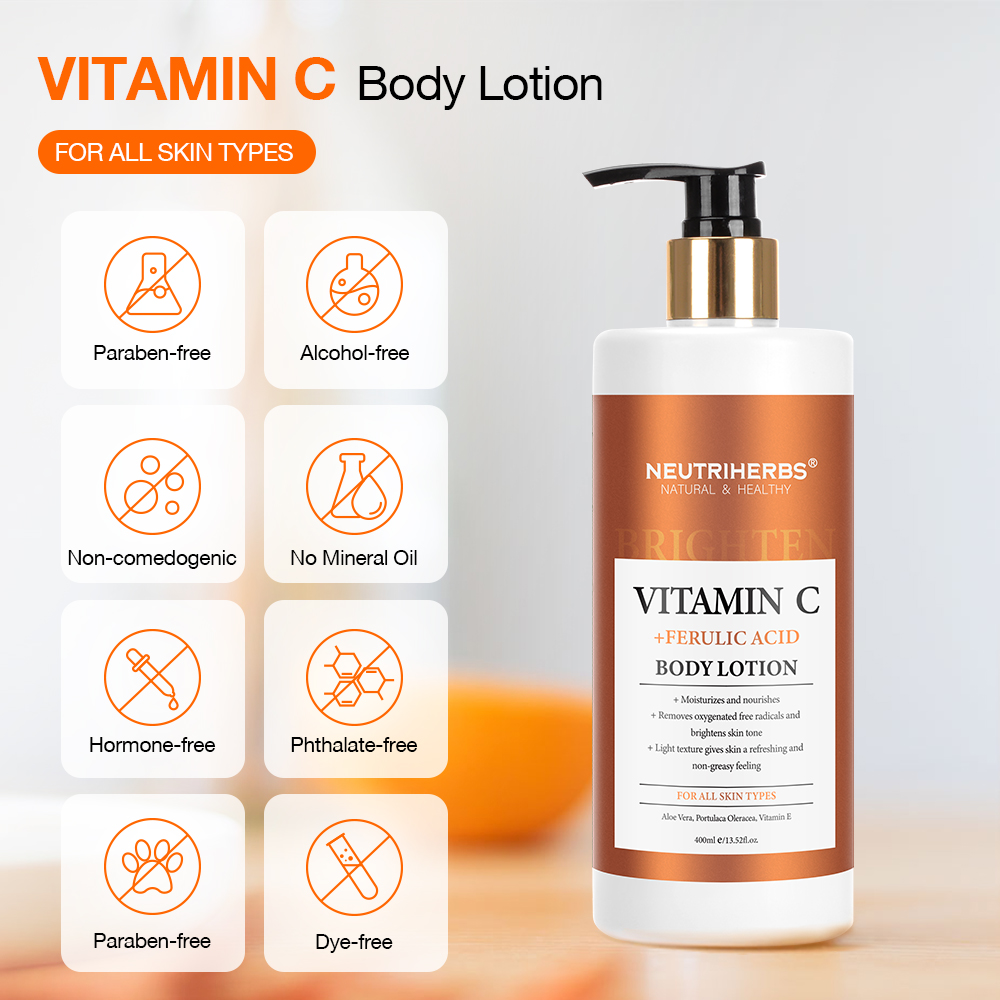 VITAMIN C Body Lotion
FOR ALL SKIN TYPES
Paraben-free
Alcohol-free
Non-comedogenic
No Mineral Oil
Hormone-free
Phthalate-free
Paraben-free
Dye-free
NEUTRIHERBS®
NATURAL & HEALTHY
BRIGHTEN
VITAMIN C
+FERULIC ACID
BODY LOTION
+ Moisturizes and nourishes
+ Removes oxygenated free radicals and
brightens skin tone
+ Light texture gives skin a refreshing and
non-greasy feeling
FOR ALL SKIN TYPES
Aloe Vera, Portulaca Oleracea, Vitamin E
400ml e/13.52fl.oz.